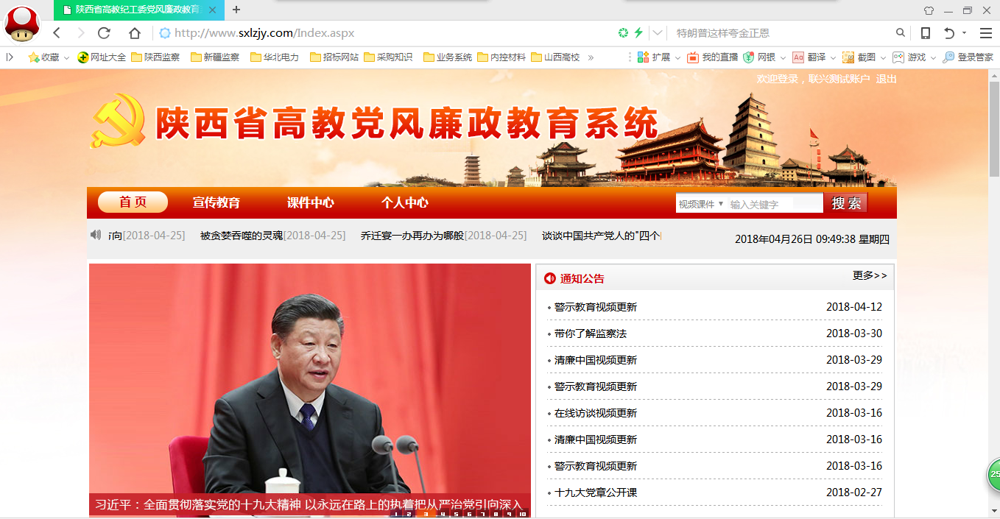 陕西省高教纪工委党风廉政教育
http://www.sxlzjy.com/Index.aspx
特朗普这样夸金正恩
收藏 网址大全 陕西监察 新疆监察 华北电力 招标网站 采购知识 业务系统 内控材料 山西高校 » 扩展 我的直播 网银 Aa 翻译 截图 游戏 登录管家
欢迎登录，联兴测试账户 退出
陕西省高教党风廉政教育系统
首 页 宣传教育 课件中心 个人中心 视频课件 ▼ 输入关键字 搜 索
方向[2018-04-25] 被贪婪吞噬的灵魂[2018-04-25] 乔迁宴一办再办为哪般[2018-04-25] 谈谈中国共产党人的"四个
2018年04月26日 09:49:38 星期四
通知公告 更多>>
警示教育视频更新 2018-04-12
带你了解监察法 2018-03-30
清廉中国视频更新 2018-03-29
警示教育视频更新 2018-03-29
在线访谈视频更新 2018-03-16
清廉中国视频更新 2018-03-16
警示教育视频更新 2018-03-16
十九大党章公开课 2018-02-27
25
习近平：全面贯彻落实党的十九大精神 以永远在路上的执着把从严治党引向深入
1 2 3 4 5 6 7 8 9 10